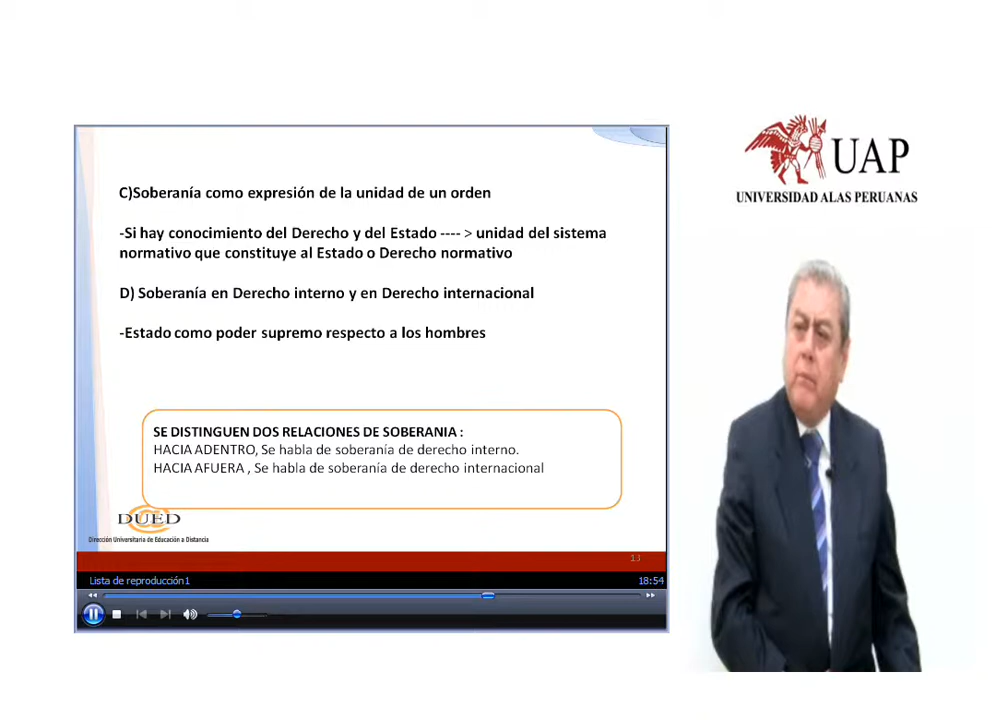 C)Soberanía como expresión de la unidad de un orden
-Si hay conocimiento del Derecho y del Estado ---- > unidad del sistema
normativo que constituye al Estado o Derecho normativo
D) Soberanía en Derecho interno y en Derecho internacional
-Estado como poder supremo respecto a los hombres
SE DISTINGUEN DOS RELACIONES DE SOBERANIA :
HACIA ADENTRO, Se habla de soberanía de derecho interno.
HACIA AFUERA , Se habla de soberanía de derecho internacional
DUED
Dirección Universitaria de Educación a Distancia
13
Lista de reproducción1
18:54
UAP
UNIVERSIDAD ALAS PERUANAS